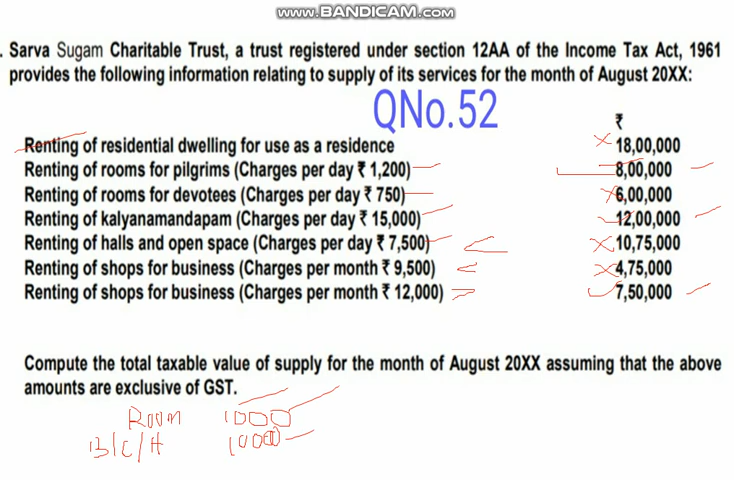 www.BANDICAM.com
. Sarva Sugam Charitable Trust, a trust registered under section 12AA of the Income Tax Act, 1961
provides the following information relating to supply of its services for the month of August 20XX:
QNo.52
₹
Renting of residential dwelling for use as a residence 18,00,000
Renting of rooms for pilgrims (Charges per day ₹ 1,200) 8,00,000
Renting of rooms for devotees (Charges per day ₹ 750) 6,00,000
Renting of kalyanamandapam (Charges per day ₹ 15,000) 12,00,000
Renting of halls and open space (Charges per day ₹ 7,500) 10,75,000
Renting of shops for business (Charges per month ₹ 9,500) 4,75,000
Renting of shops for business (Charges per month ₹ 12,000) 7,50,000
Compute the total taxable value of supply for the month of August 20XX assuming that the above
amounts are exclusive of GST.
Room 1000
B/C/H 10000